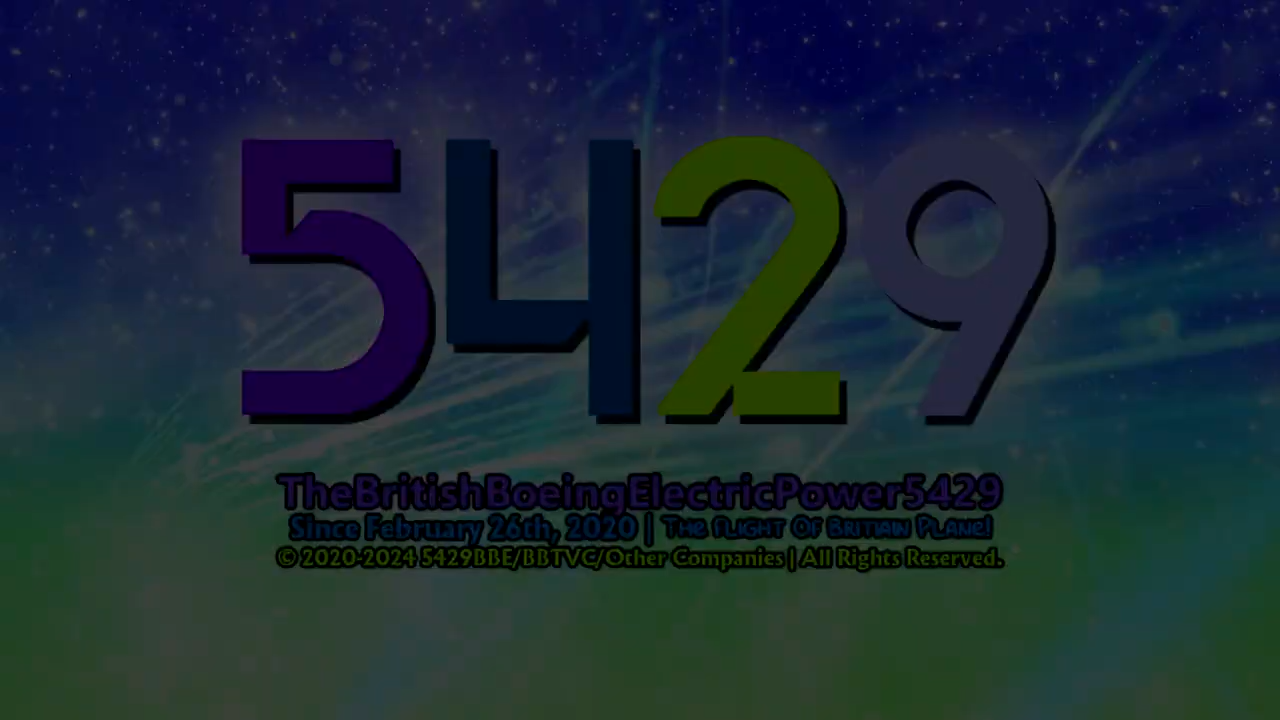 5429
TheBritishBoeingElectricPower5429
Since February 26th, 2020 | The Flight Of Britiain Plane!
© 2020-2024 5429BBE/BBTVC/Other Companies | All Rights Reserved.